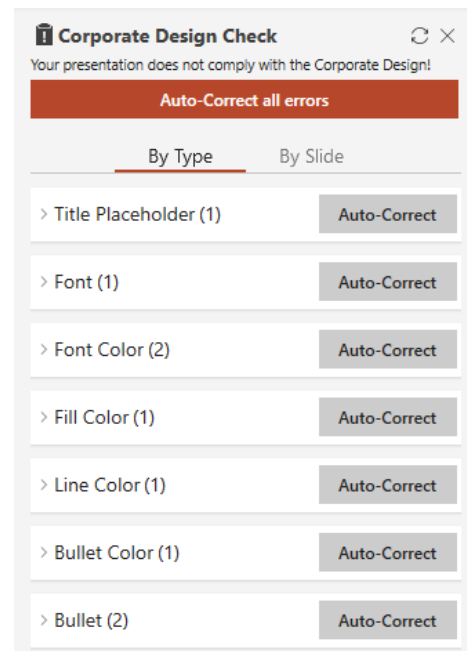 Corporate Design Check
Your presentation does not comply with the Corporate Design!
Auto-Correct all errors
By Type By Slide
Title Placeholder (1) Auto-Correct
Font (1) Auto-Correct
Font Color (2) Auto-Correct
Fill Color (1) Auto-Correct
Line Color (1) Auto-Correct
Bullet Color (1) Auto-Correct
Bullet (2) Auto-Correct